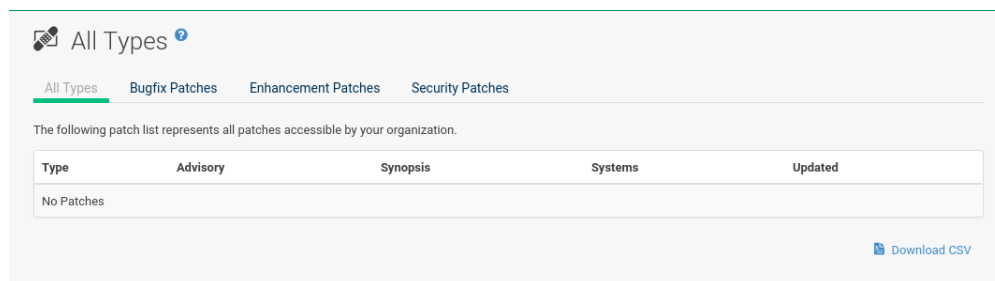 All Types ?
All Types Bugfix Patches Enhancement Patches Security Patches
The following patch list represents all patches accessible by your organization.
Type Advisory Synopsis Systems Updated
No Patches
Download CSV